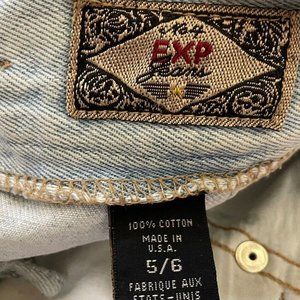 EXP
Jeans
100% COTTON
MADE IN
U.S.A.
5/6
FABRIQUE AUX
ETATS-UNIS